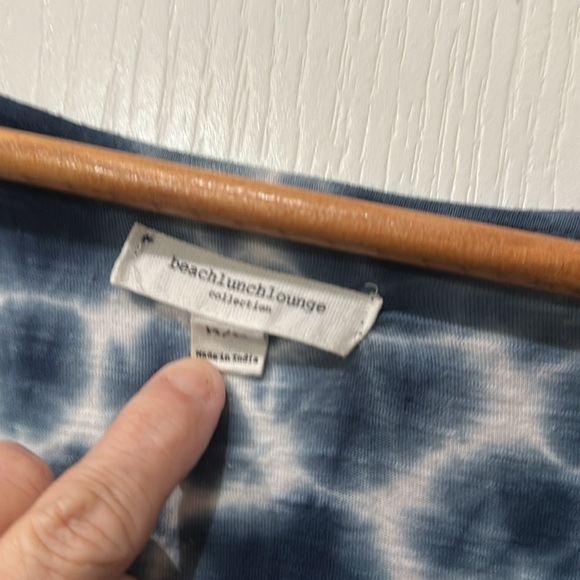 beachlunchlounge
collection
Made in India